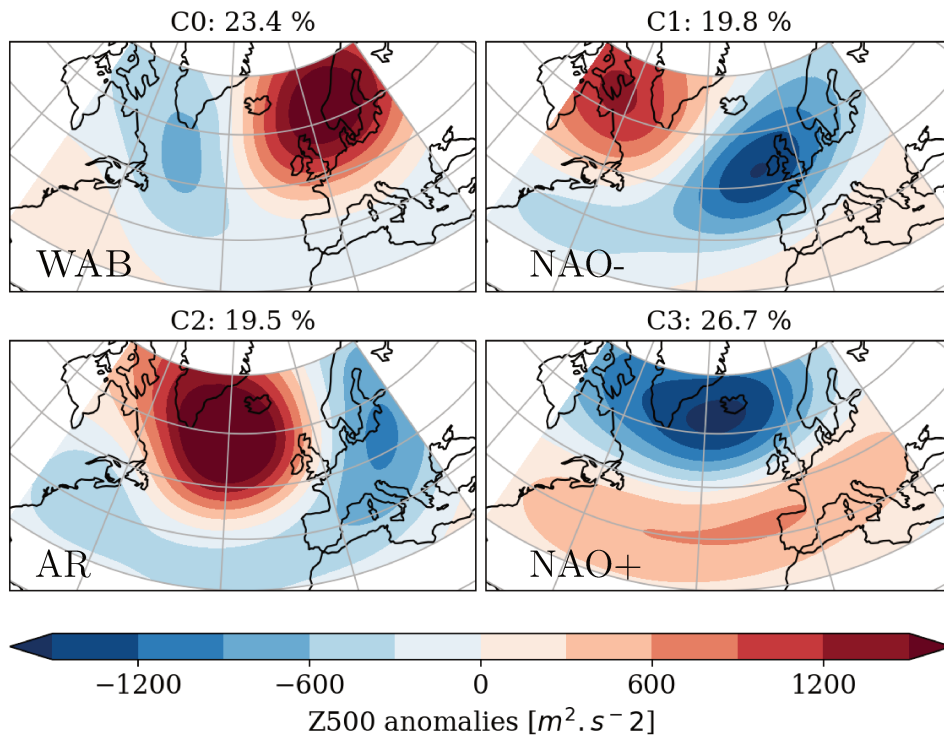 C0: 23.4 %
C1: 19.8 %
WAB
NAO-
C2: 19.5 %
C3: 26.7 %
AR
NAO+
−1200 −600 0 600 1200
Z500 anomalies [m².s⁻2]